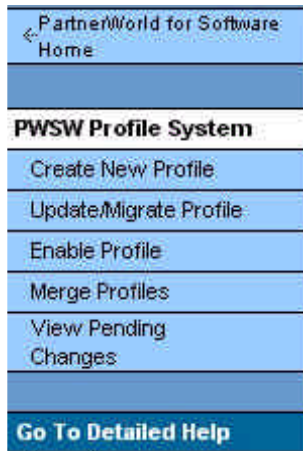 PartnerWorld for Software
Home
PWSW Profile System
Create New Profile
Update/Migrate Profile
Enable Profile
Merge Profiles
View Pending
Changes
Go To Detailed Help